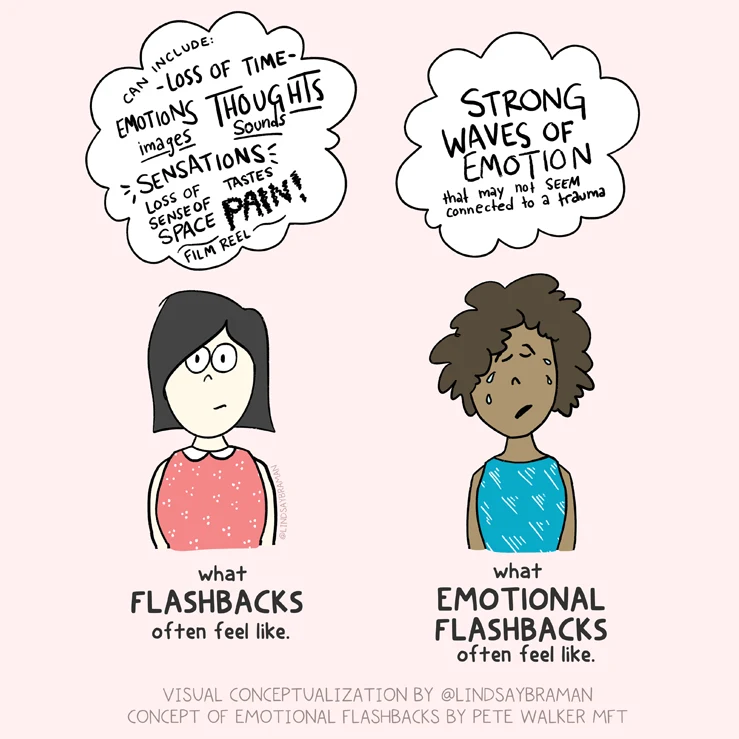 CAN INCLUDE:
-LOSS OF TIME-
EMOTIONS THOUGHTS
images Sounds
SENSATIONS
LOSS OF SENSE OF SPACE
TASTES
PAIN!
FILM REEL
STRONG
WAVES OF
EMOTION
that may not SEEM
connected to a trauma
@LINDSAYBRAMAN
what
FLASHBACKS
often feel like.
what
EMOTIONAL
FLASHBACKS
often feel like.
VISUAL CONCEPTUALIZATION BY @LINDSAYBRAMAN
CONCEPT OF EMOTIONAL FLASHBACKS BY PETE WALKER MFT